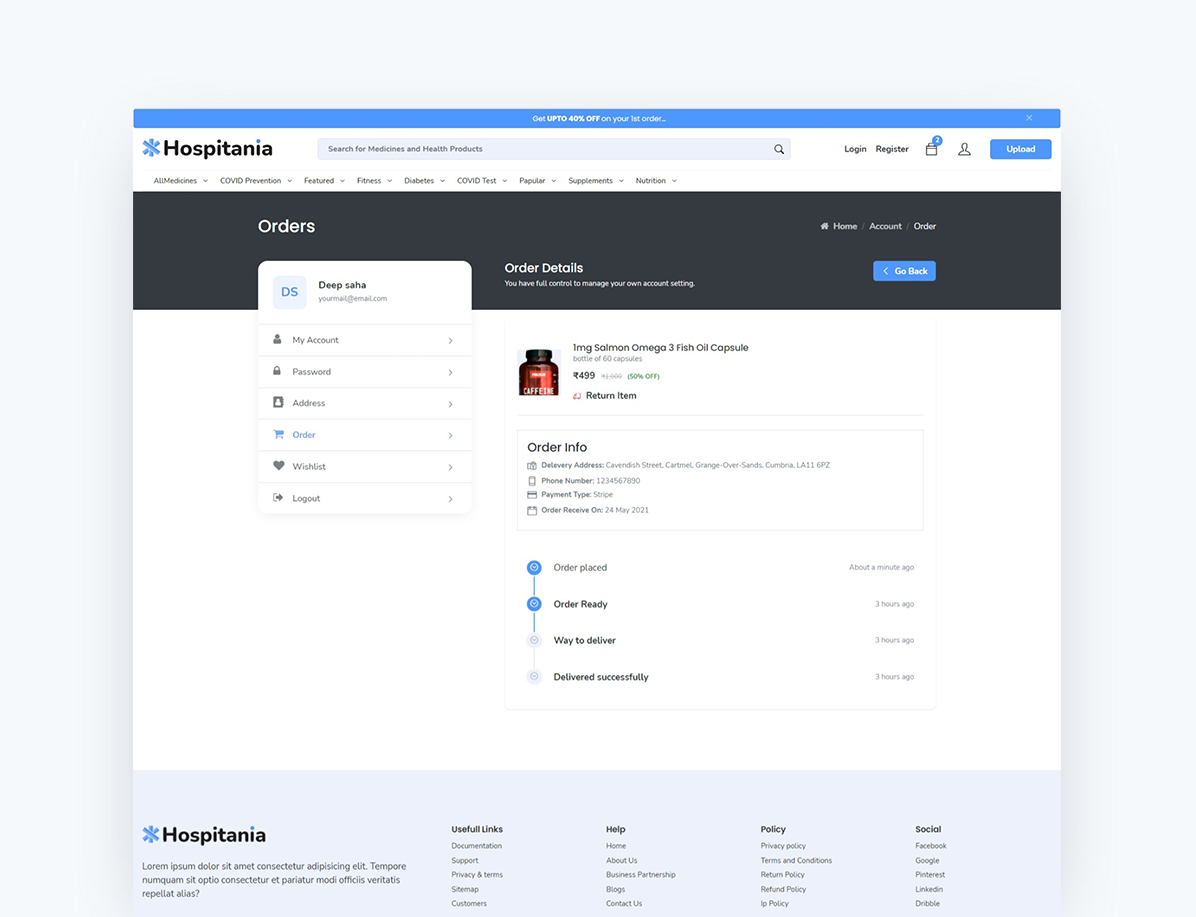 Get UPTO 40% OFF on your 1st order..
Hospitania
Search for Medicines and Health Products
Login Register 2 Upload
AllMedicines COVID Prevention Featured Fitness Diabetes COVID Test Papular Supplements Nutrition
Orders
Home / Account / Order
DS
Deep saha
yourmail@email.com
My Account
Password
Address
Order
Wishlist
Logout
Order Details
You have full control to manage your own account setting.
Go Back
CAFFEINE
1mg Salmon Omega 3 Fish Oil Capsule
bottle of 60 capsules
₹499 ₹1,000 (50% OFF)
Return Item
Order Info
Delevery Address: Cavendish Street, Cartmel, Grange-Over-Sands, Cumbria, LA11 6PZ
Phone Number: 1234567890
Payment Type: Stripe
Order Receive On: 24 May 2021
Order placed About a minute ago
Order Ready 3 hours ago
Way to deliver 3 hours ago
Delivered successfully 3 hours ago
Hospitania
Lorem ipsum dolor sit amet consectetur adipisicing elit. Tempore
numquam sit optio consectetur et pariatur modi officiis veritatis
repellat alias?
Usefull Links
Documentation
Support
Privacy & terms
Sitemap
Customers
Help
Home
About Us
Business Partnership
Blogs
Contact Us
Policy
Privacy policy
Terms and Conditions
Return Policy
Refund Policy
Ip Policy
Social
Facebook
Google
Pinterest
Linkedin
Dribble